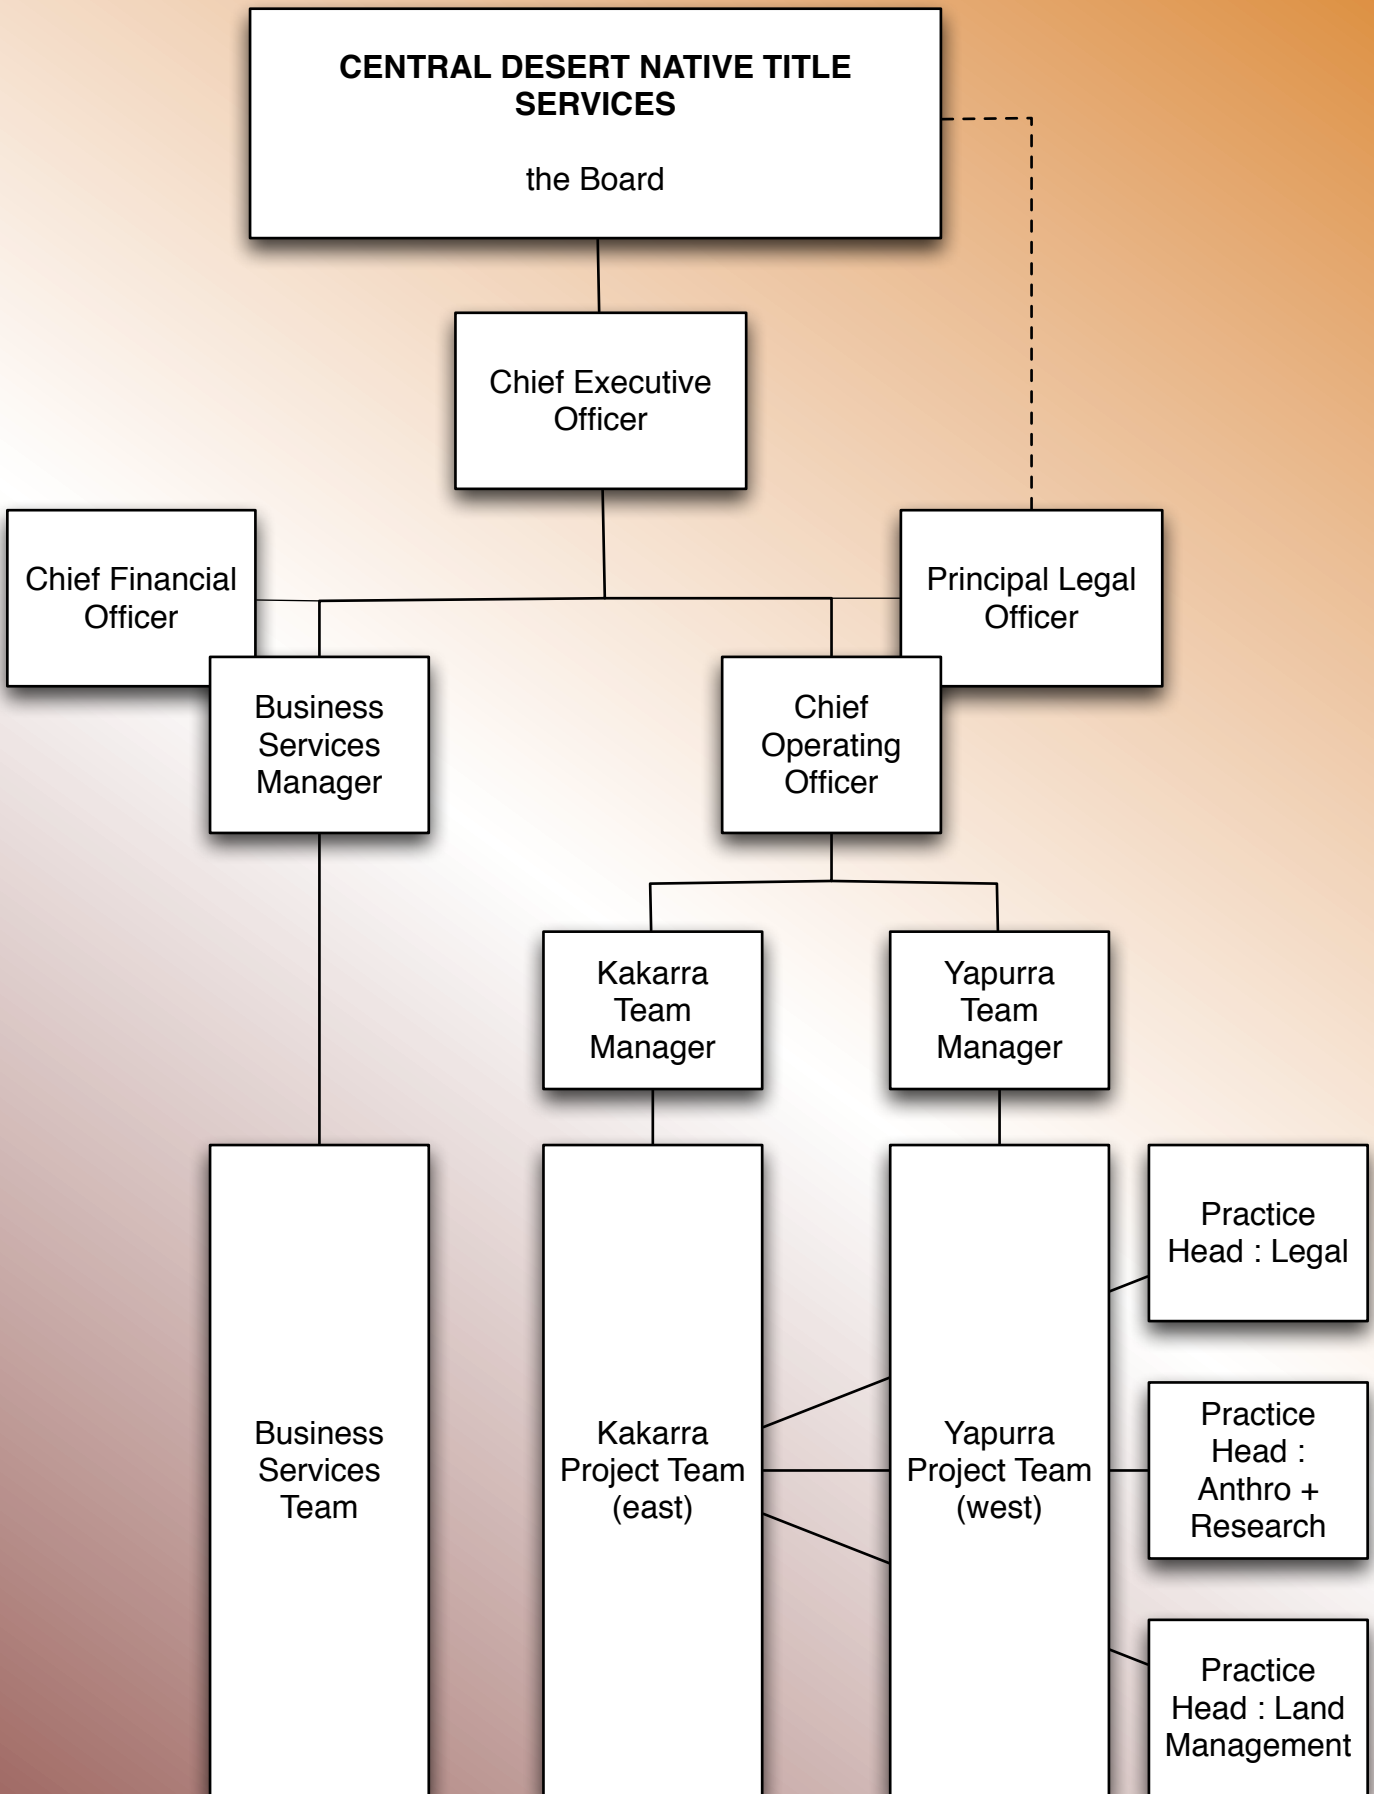 CENTRAL DESERT NATIVE TITLE
SERVICES
the Board
Chief Executive
Officer
Chief Financial
Officer
Principal Legal
Officer
Business
Services
Manager
Chief
Operating
Officer
Kakarra
Team
Manager
Yapurra
Team
Manager
Business
Services
Team
Kakarra
Project Team
(east)
Yapurra
Project Team
(west)
Practice
Head : Legal
Practice
Head :
Anthro +
Research
Practice
Head : Land
Management